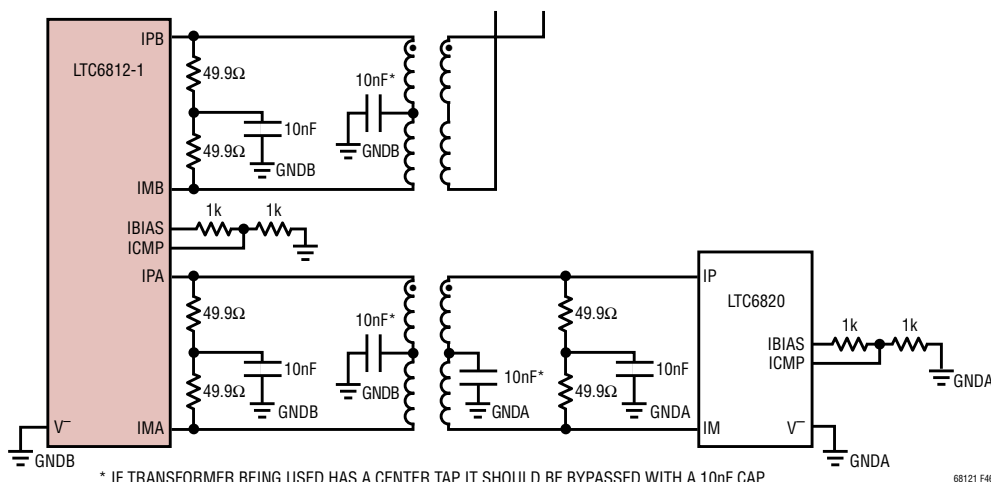 IPB
LTC6812-1
49.9Ω
10nF*
10nF
49.9Ω
GNDB
GNDB
IMB
IBIAS
1k
1k
ICMP
IPA
IP
LTC6820
49.9Ω
10nF*
49.9Ω
1k
1k
IBIAS
ICMP
10nF
10nF*
10nF
49.9Ω
GNDB
49.9Ω
GNDA
GNDB
GNDA
GNDA
V–
IMA
IM
V–
GNDB
GNDA
* IF TRANSFORMER BEING USED HAS A CENTER TAP IT SHOULD BE BYPASSED WITH A 10nF CAP
68121 F46